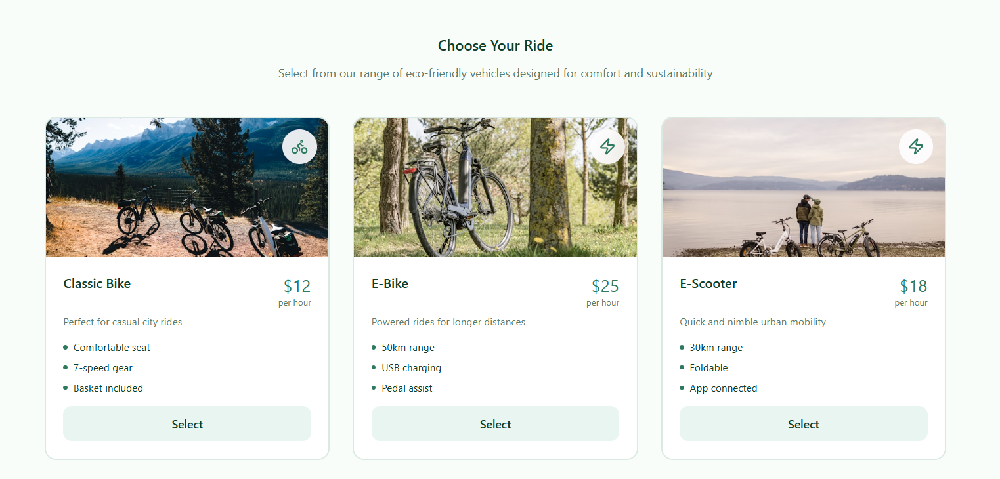 Choose Your Ride
Select from our range of eco-friendly vehicles designed for comfort and sustainability
Classic Bike
$12
per hour
Perfect for casual city rides
Comfortable seat
7-speed gear
Basket included
Select
E-Bike
$25
per hour
Powered rides for longer distances
50km range
USB charging
Pedal assist
Select
E-Scooter
$18
per hour
Quick and nimble urban mobility
30km range
Foldable
App connected
Select